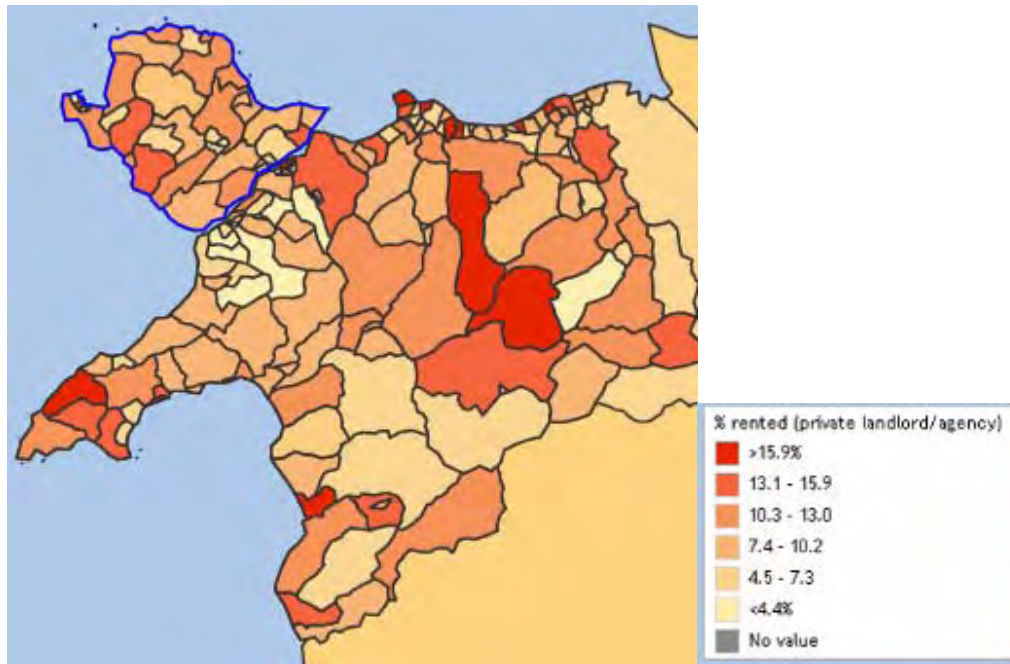 % rented (private landlord/agency)
>15.9%
13.1 - 15.9
10.3 - 13.0
7.4 - 10.2
4.5 - 7.3
<4.4%
No value